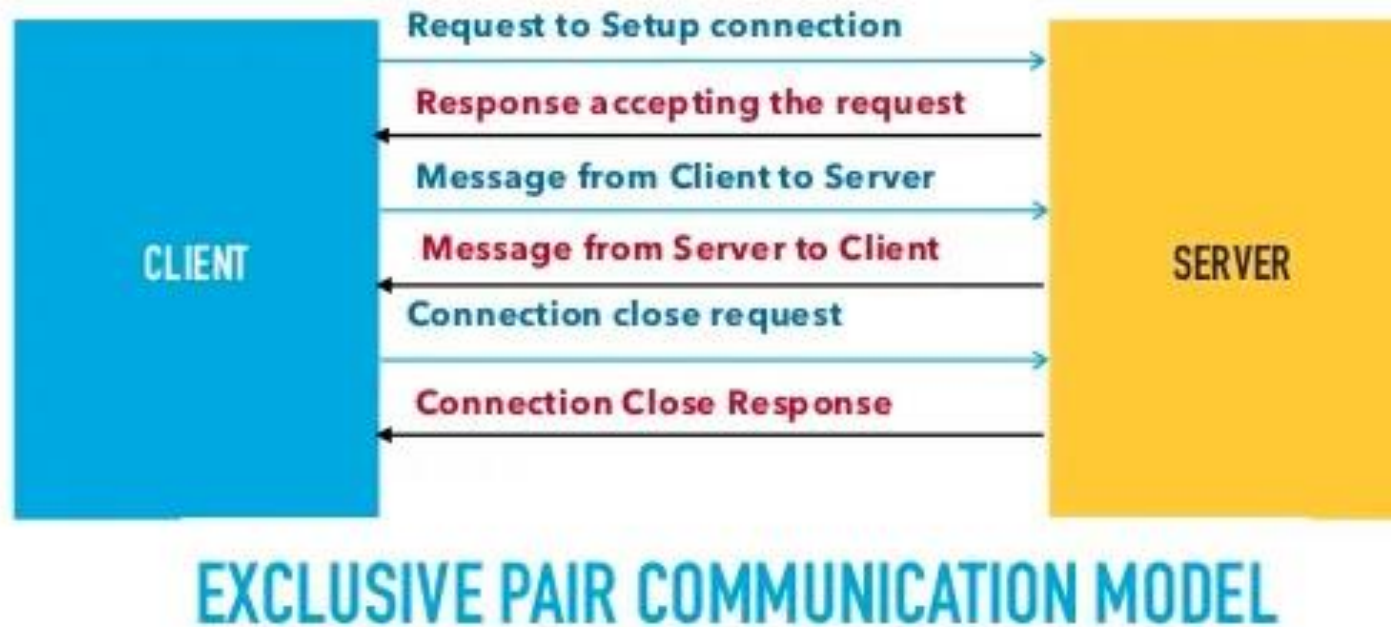 Request to Setup connection
Response accepting the request
Message from Client to Server
Message from Server to Client
CLIENT
SERVER
Connection close request
Connection Close Response
EXCLUSIVE PAIR COMMUNICATION MODEL